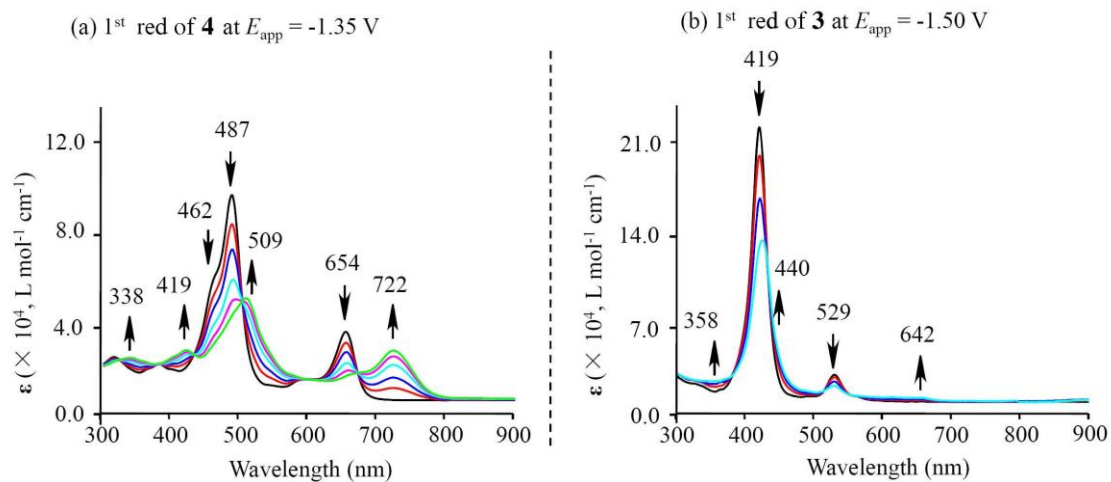 (a) 1st red of 4 at Eapp = -1.35 V
12.0
8.0
4.0
0.0
ε (× 10⁴, L mol⁻¹ cm⁻¹)
487
462
509
419
338
654
722
300 400 500 600 700 800 900
Wavelength (nm)
(b) 1st red of 3 at Eapp = -1.50 V
21.0
14.0
7.0
0.0
ε (× 10⁴, L mol⁻¹ cm⁻¹)
419
440
358
529
642
300 400 500 600 700 800 900
Wavelength (nm)